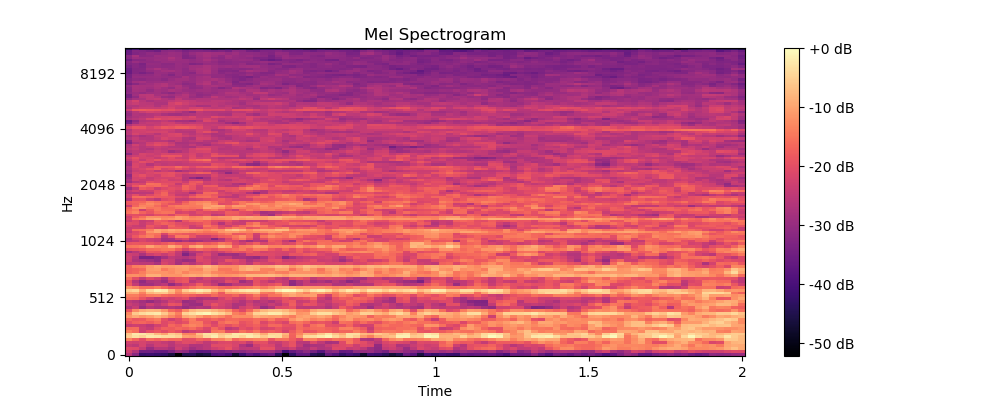 Mel Spectrogram
Hz
8192
4096
2048
1024
512
0
0
0.5
1
1.5
2
Time
+0 dB
-10 dB
-20 dB
-30 dB
-40 dB
-50 dB